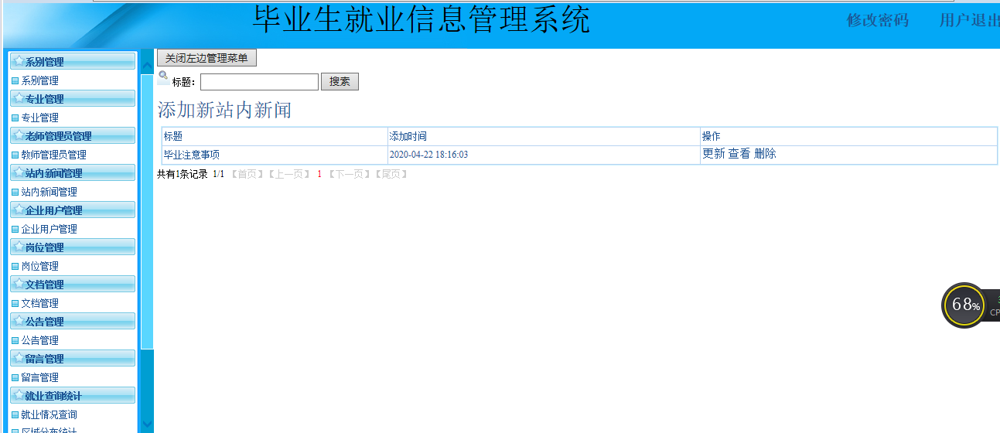 毕业生就业信息管理系统
修改密码 用户退出
系别管理
系别管理
专业管理
专业管理
老师管理员管理
教师管理员管理
站内新闻管理
站内新闻管理
企业用户管理
企业用户管理
岗位管理
岗位管理
文档管理
文档管理
公告管理
公告管理
留言管理
留言管理
就业查询统计
就业情况查询
区域分布统计
关闭左边管理菜单
标题： 搜索
添加新站内新闻
标题 添加时间 操作
毕业注意事项 2020-04-22 18:16:03 更新 查看 删除
共有1条记录 1/1 【首页】【上一页】 1 【下一页】【尾页】
68%
CP